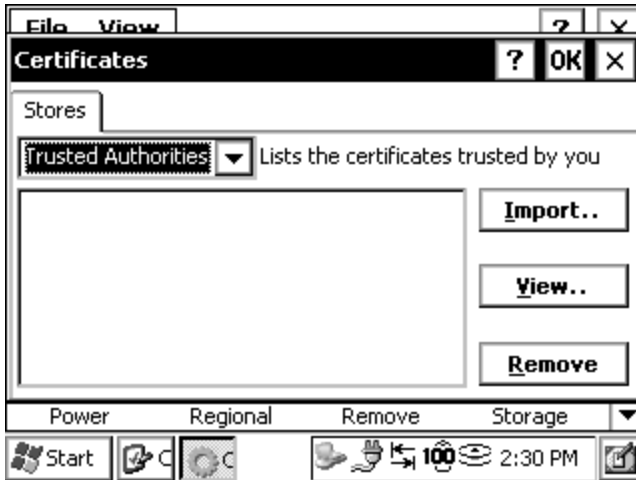 File View ? ×
Certificates ? OK ×
Stores
Trusted Authorities Lists the certificates trusted by you
Import..
View..
Remove
Power Regional Remove Storage
Start C C 100 2:30 PM